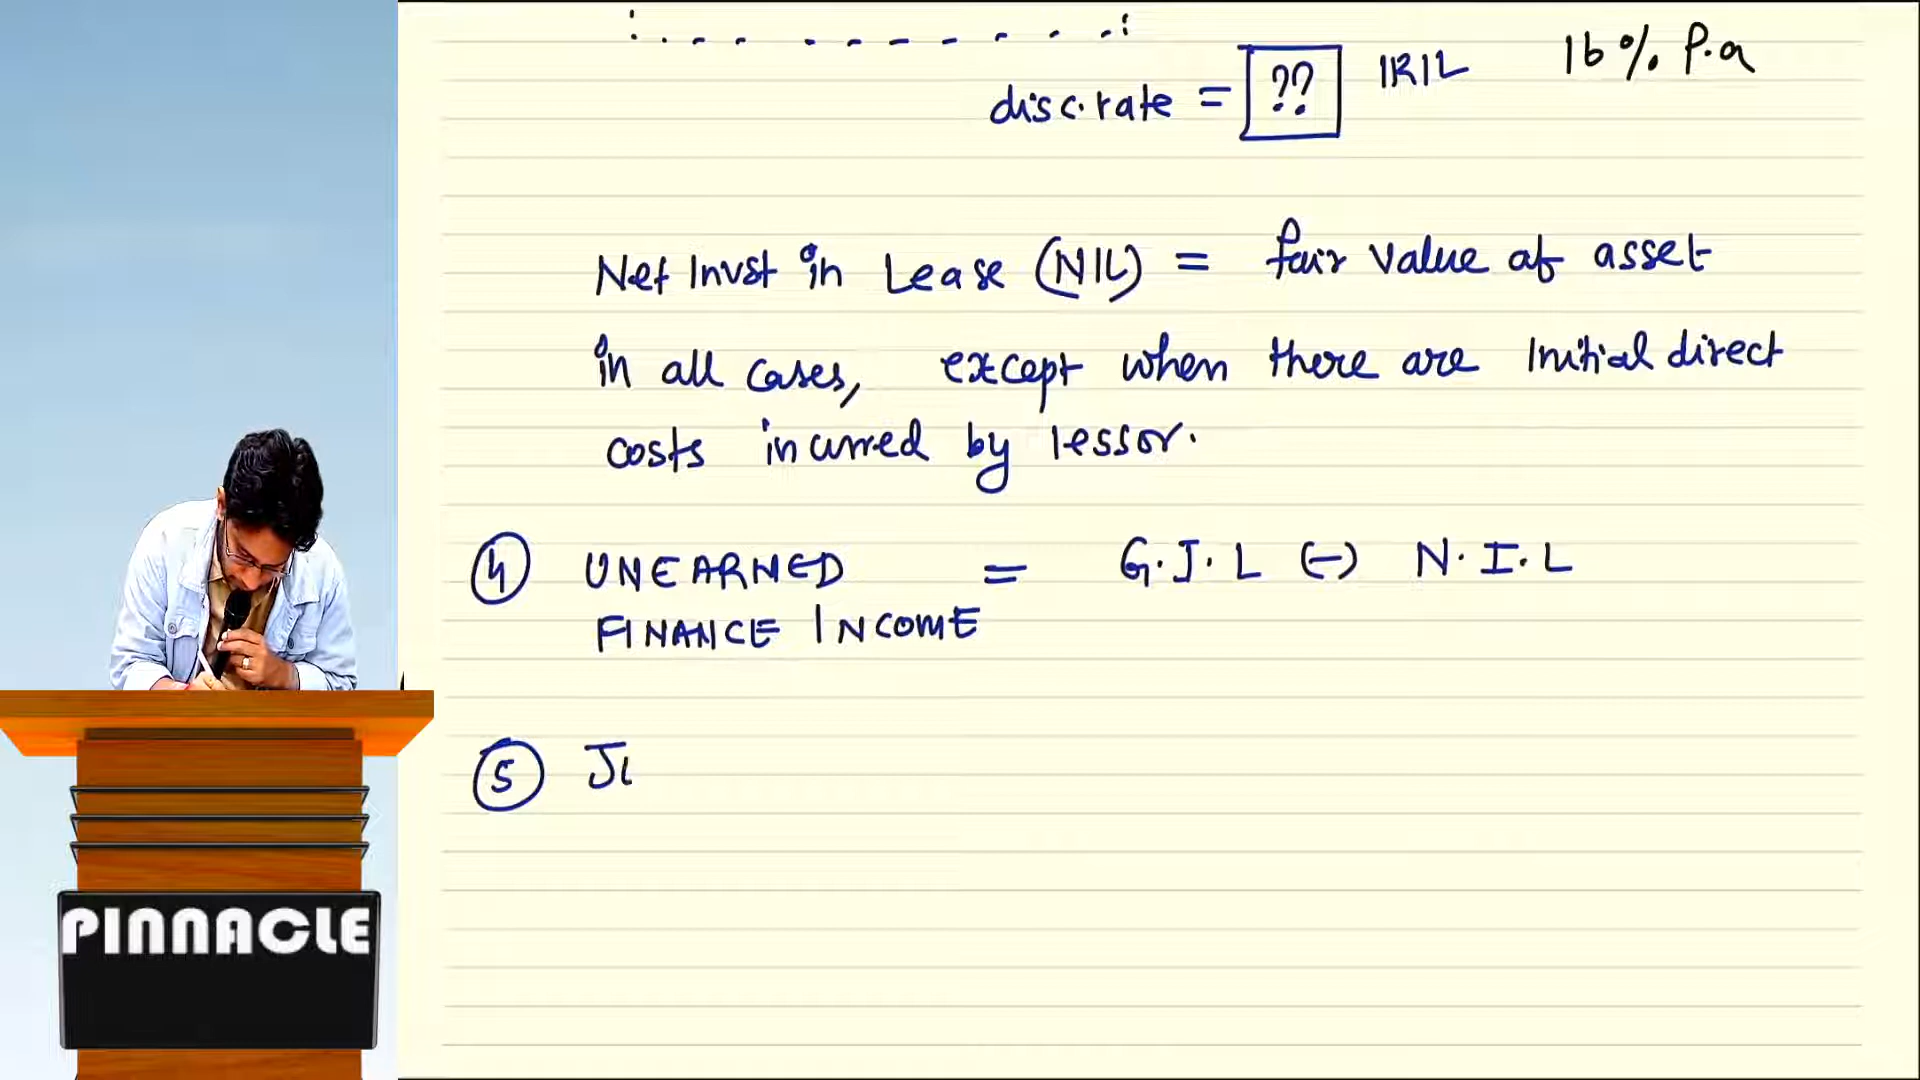 disc. rate = ?? IRIL 16% P.a
Net Invst in Lease (NIL) = fair value of asset
in all cases, except when there are Initial direct
costs incurred by lessor.
④ UNEARNED = G.I.L (-) N.I.L
FINANCE INCOME
⑤
PINNACLE